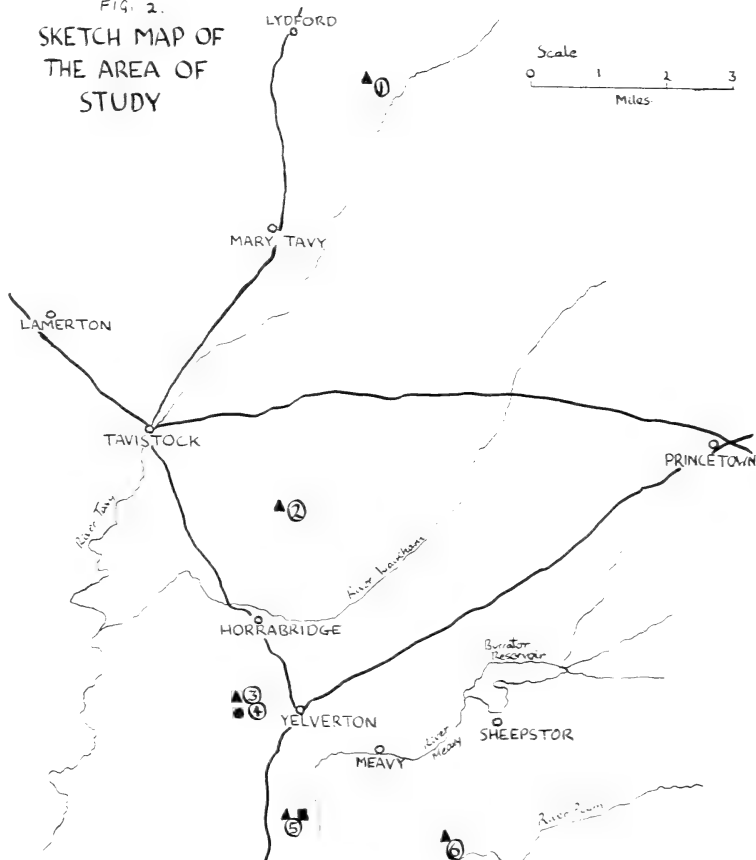 FIG. 2.
SKETCH MAP OF
THE AREA OF
STUDY
LYDFORD
Scale
0 1 2 3
Miles
1
MARY TAVY
LAMERTON
TAVISTOCK
PRINCETOWN
2
River Tavy
River Walkham
HORRABRIDGE
Burrator
Reservoir
3
4
YELVERTON
SHEEPSTOR
River
Meavy
MEAVY
5
River Plym
6